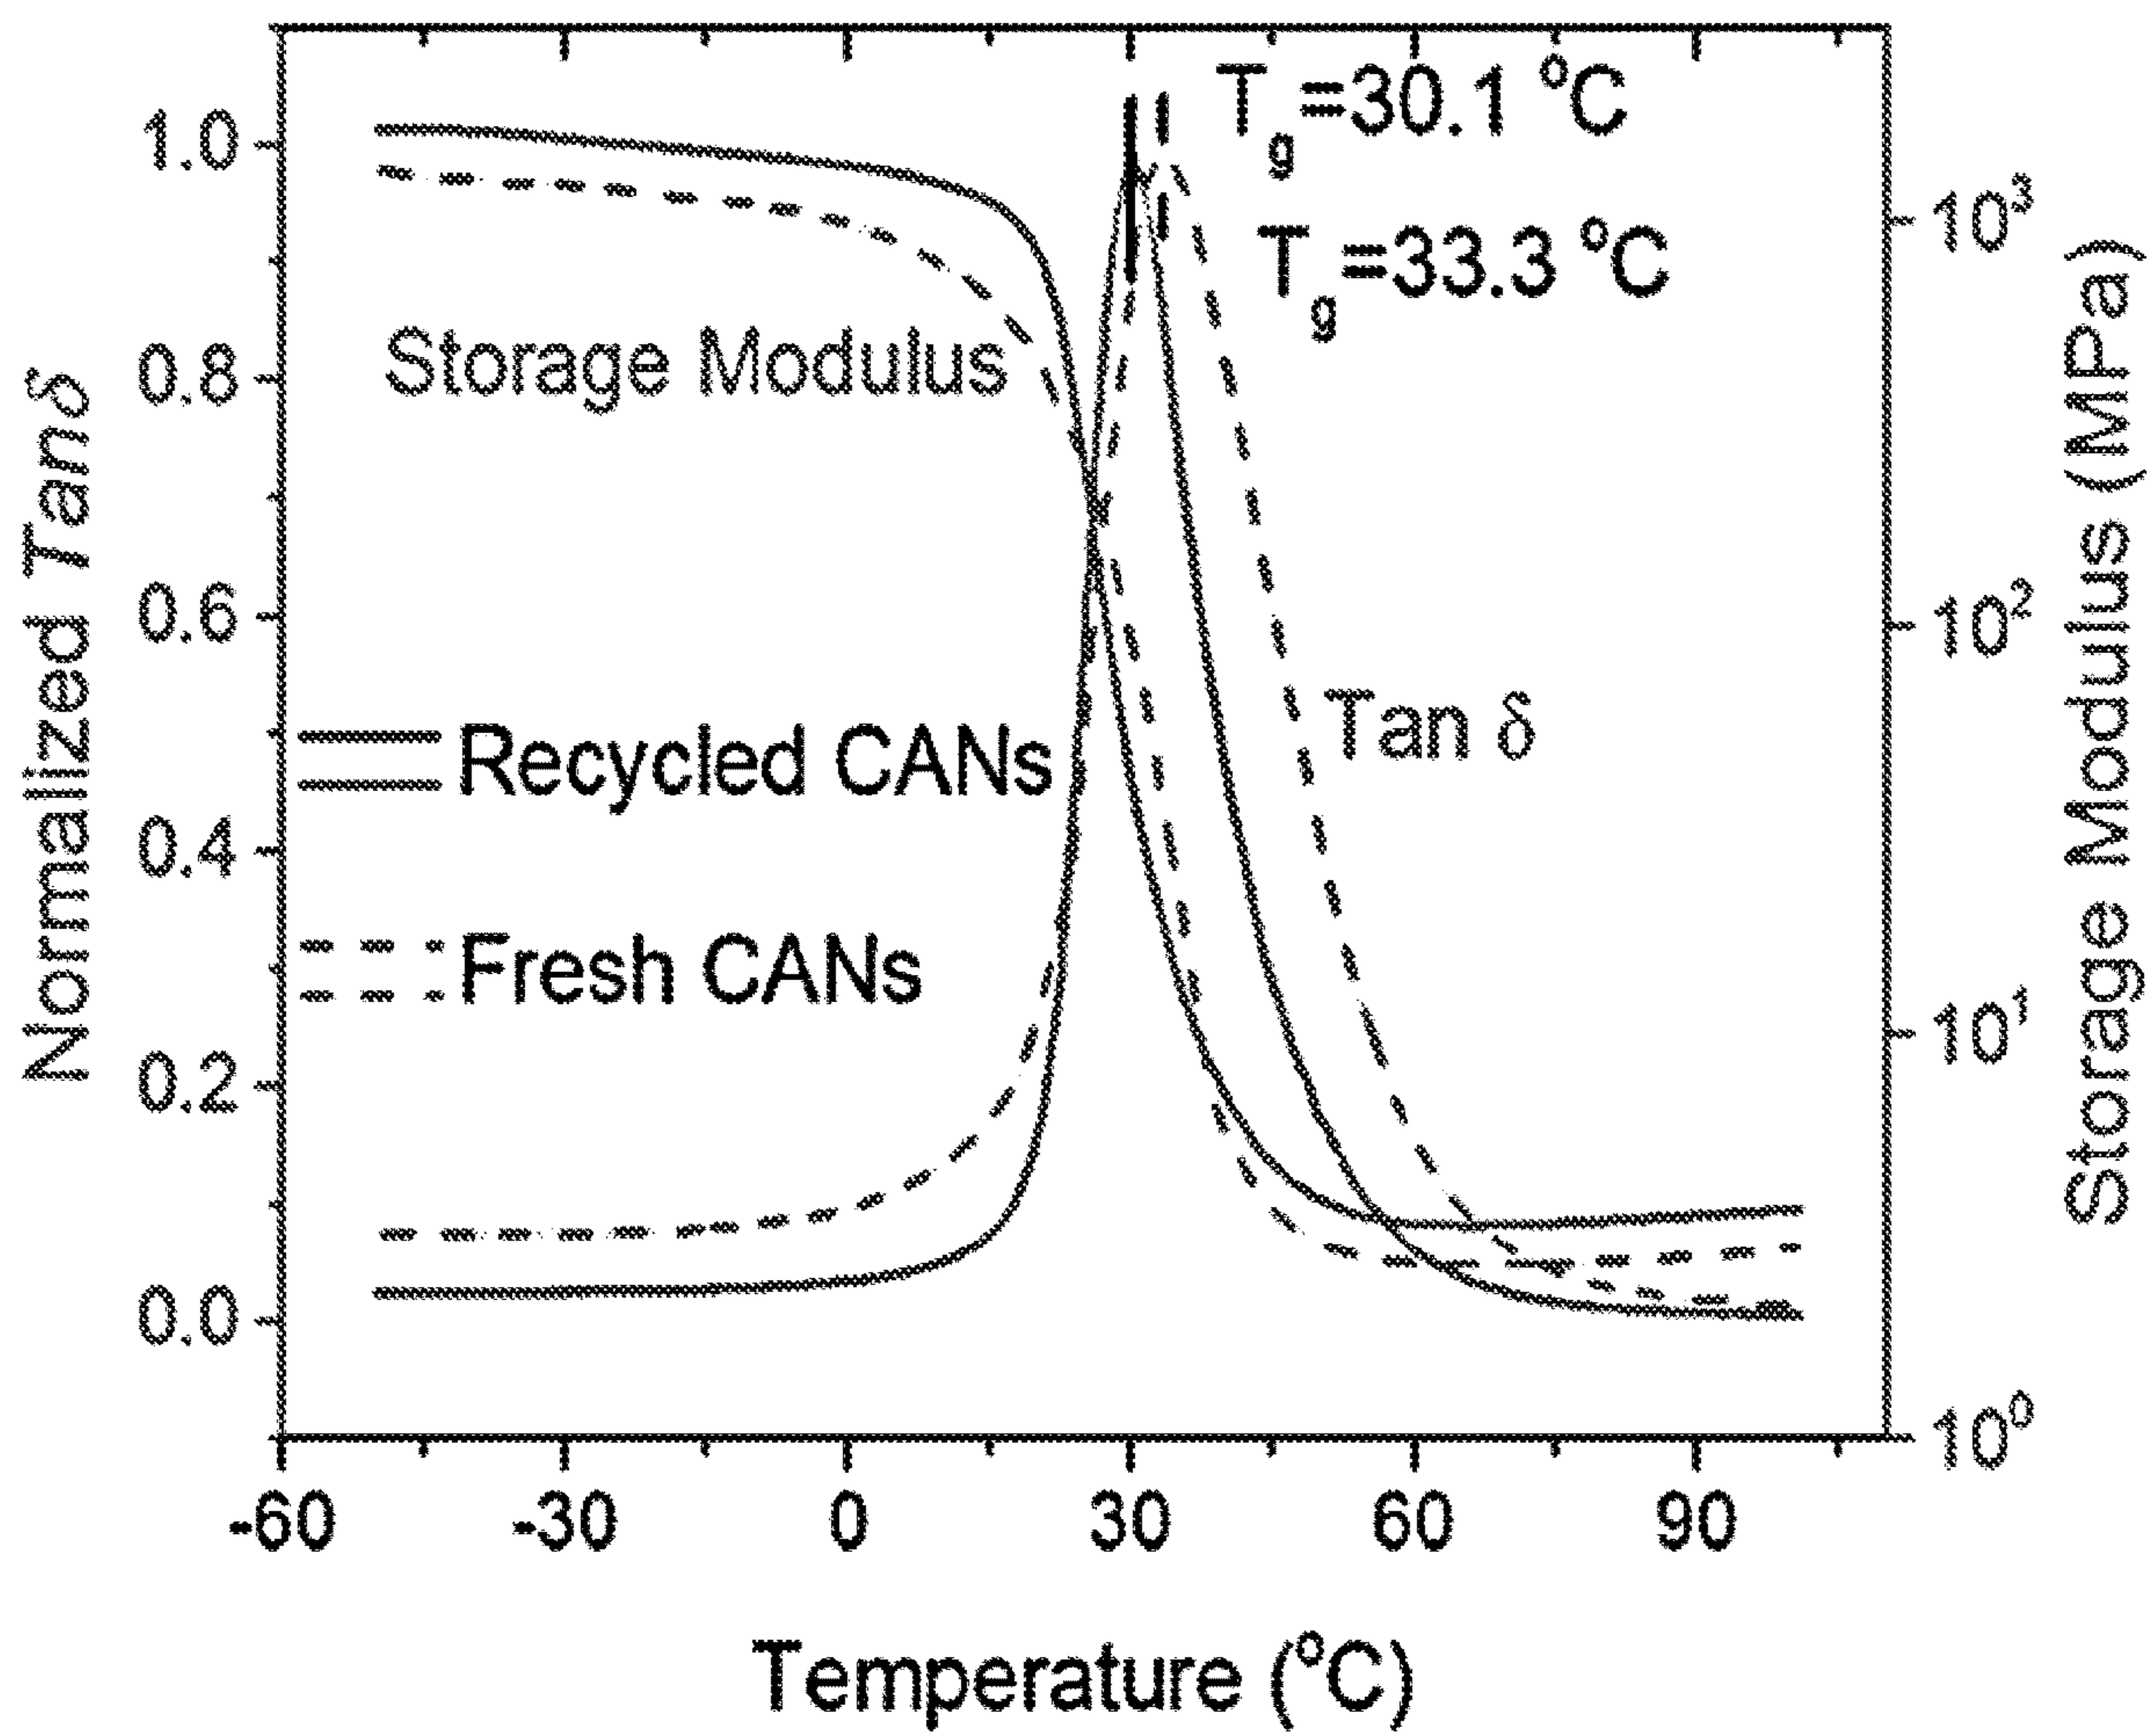 T_g=30.1 °C
T_g=33.3 °C
Storage Modulus
Tan δ
Recycled CANs
Fresh CANs
Normalized Tanδ
1.0
0.8
0.6
0.4
0.2
0.0
Storage Modulus (MPa)
10³
10²
10¹
10⁰
-60 -30 0 30 60 90
Temperature (°C)